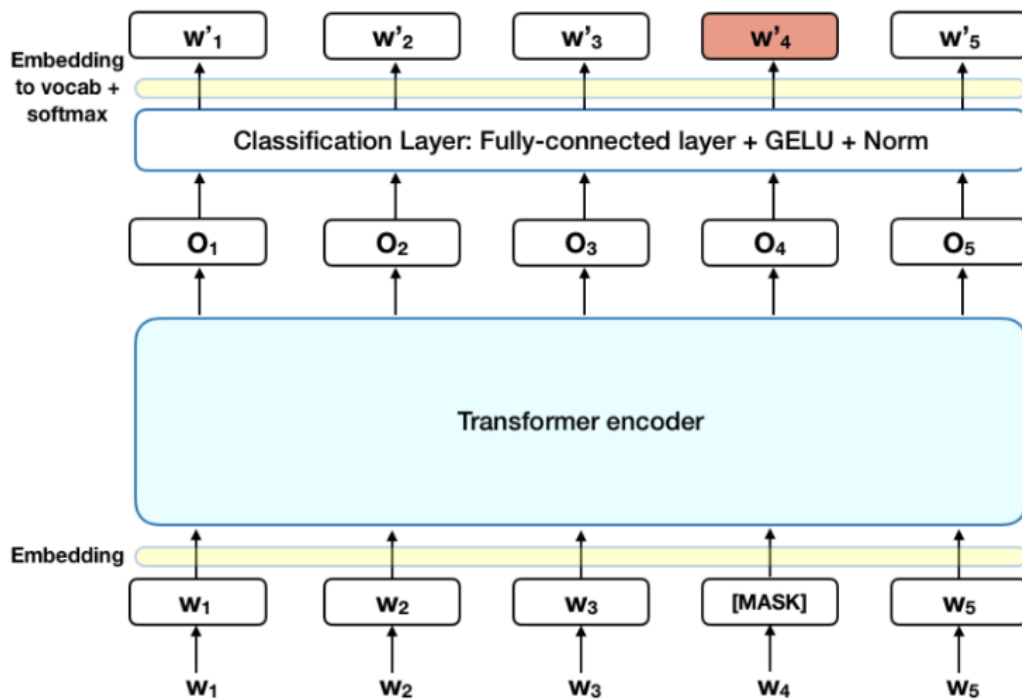 w'₁ w'₂ w'₃ w'₄ w'₅
Embedding
to vocab +
softmax
Classification Layer: Fully-connected layer + GELU + Norm
O₁ O₂ O₃ O₄ O₅
Transformer encoder
Embedding
w₁ w₂ w₃ [MASK] w₅
w₁ w₂ w₃ w₄ w₅